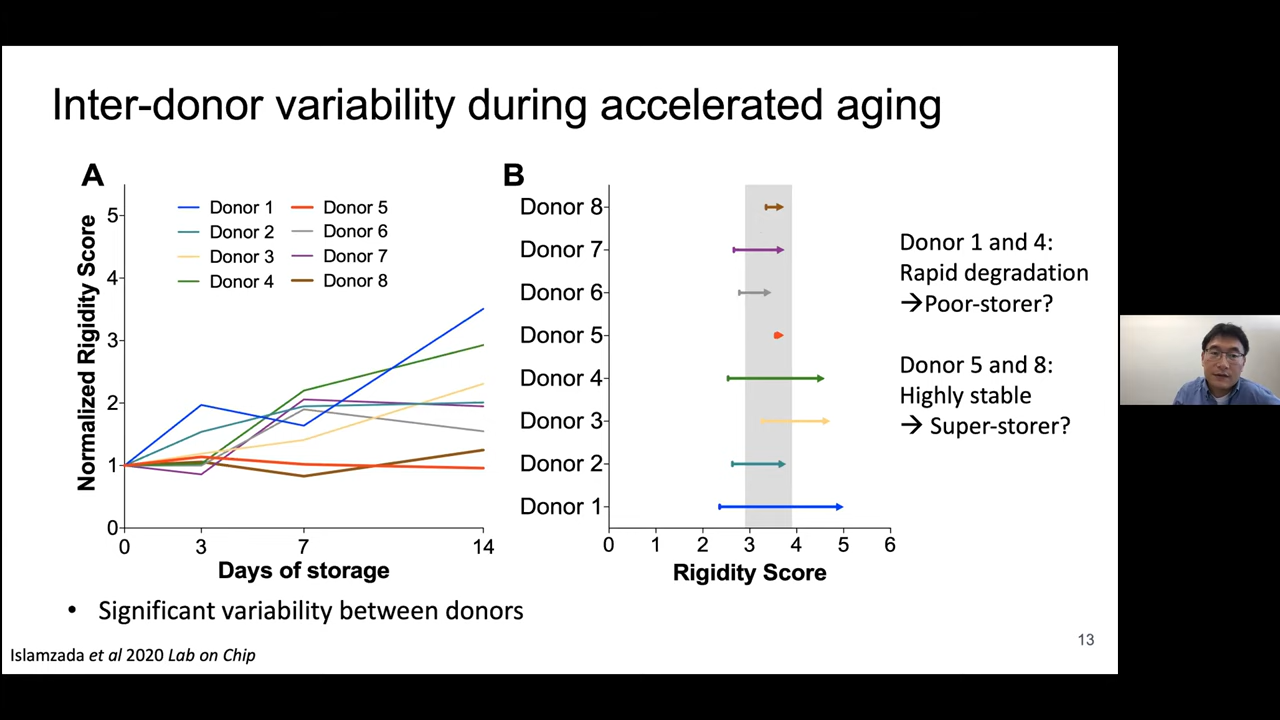 Inter-donor variability during accelerated aging
A
Normalized Rigidity Score
5
4
3
2
1
0
Donor 1
Donor 2
Donor 3
Donor 4
Donor 5
Donor 6
Donor 7
Donor 8
0 3 7 14
Days of storage
B
Donor 8
Donor 7
Donor 6
Donor 5
Donor 4
Donor 3
Donor 2
Donor 1
0 1 2 3 4 5 6
Rigidity Score
Donor 1 and 4:
Rapid degradation
→Poor-storer?
Donor 5 and 8:
Highly stable
→ Super-storer?
• Significant variability between donors
Islamzada et al 2020 Lab on Chip
13